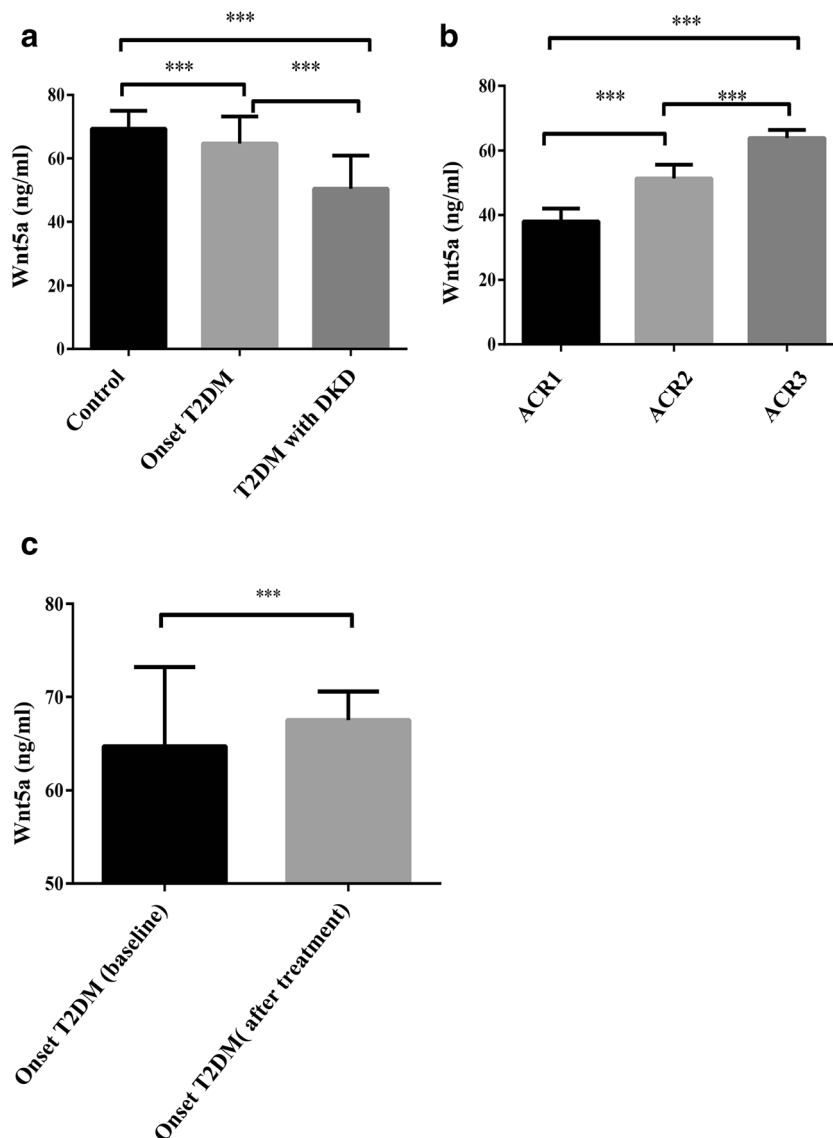 a
***
***
***
80
60
40
20
0
Wnt5a (ng/ml)
Control
Onset T2DM
T2DM with DKD
b
***
***
***
80
60
40
20
0
Wnt5a (ng/ml)
ACR1
ACR2
ACR3
c
***
80
70
60
50
Wnt5a (ng/ml)
Onset T2DM (baseline)
Onset T2DM( after treatment)